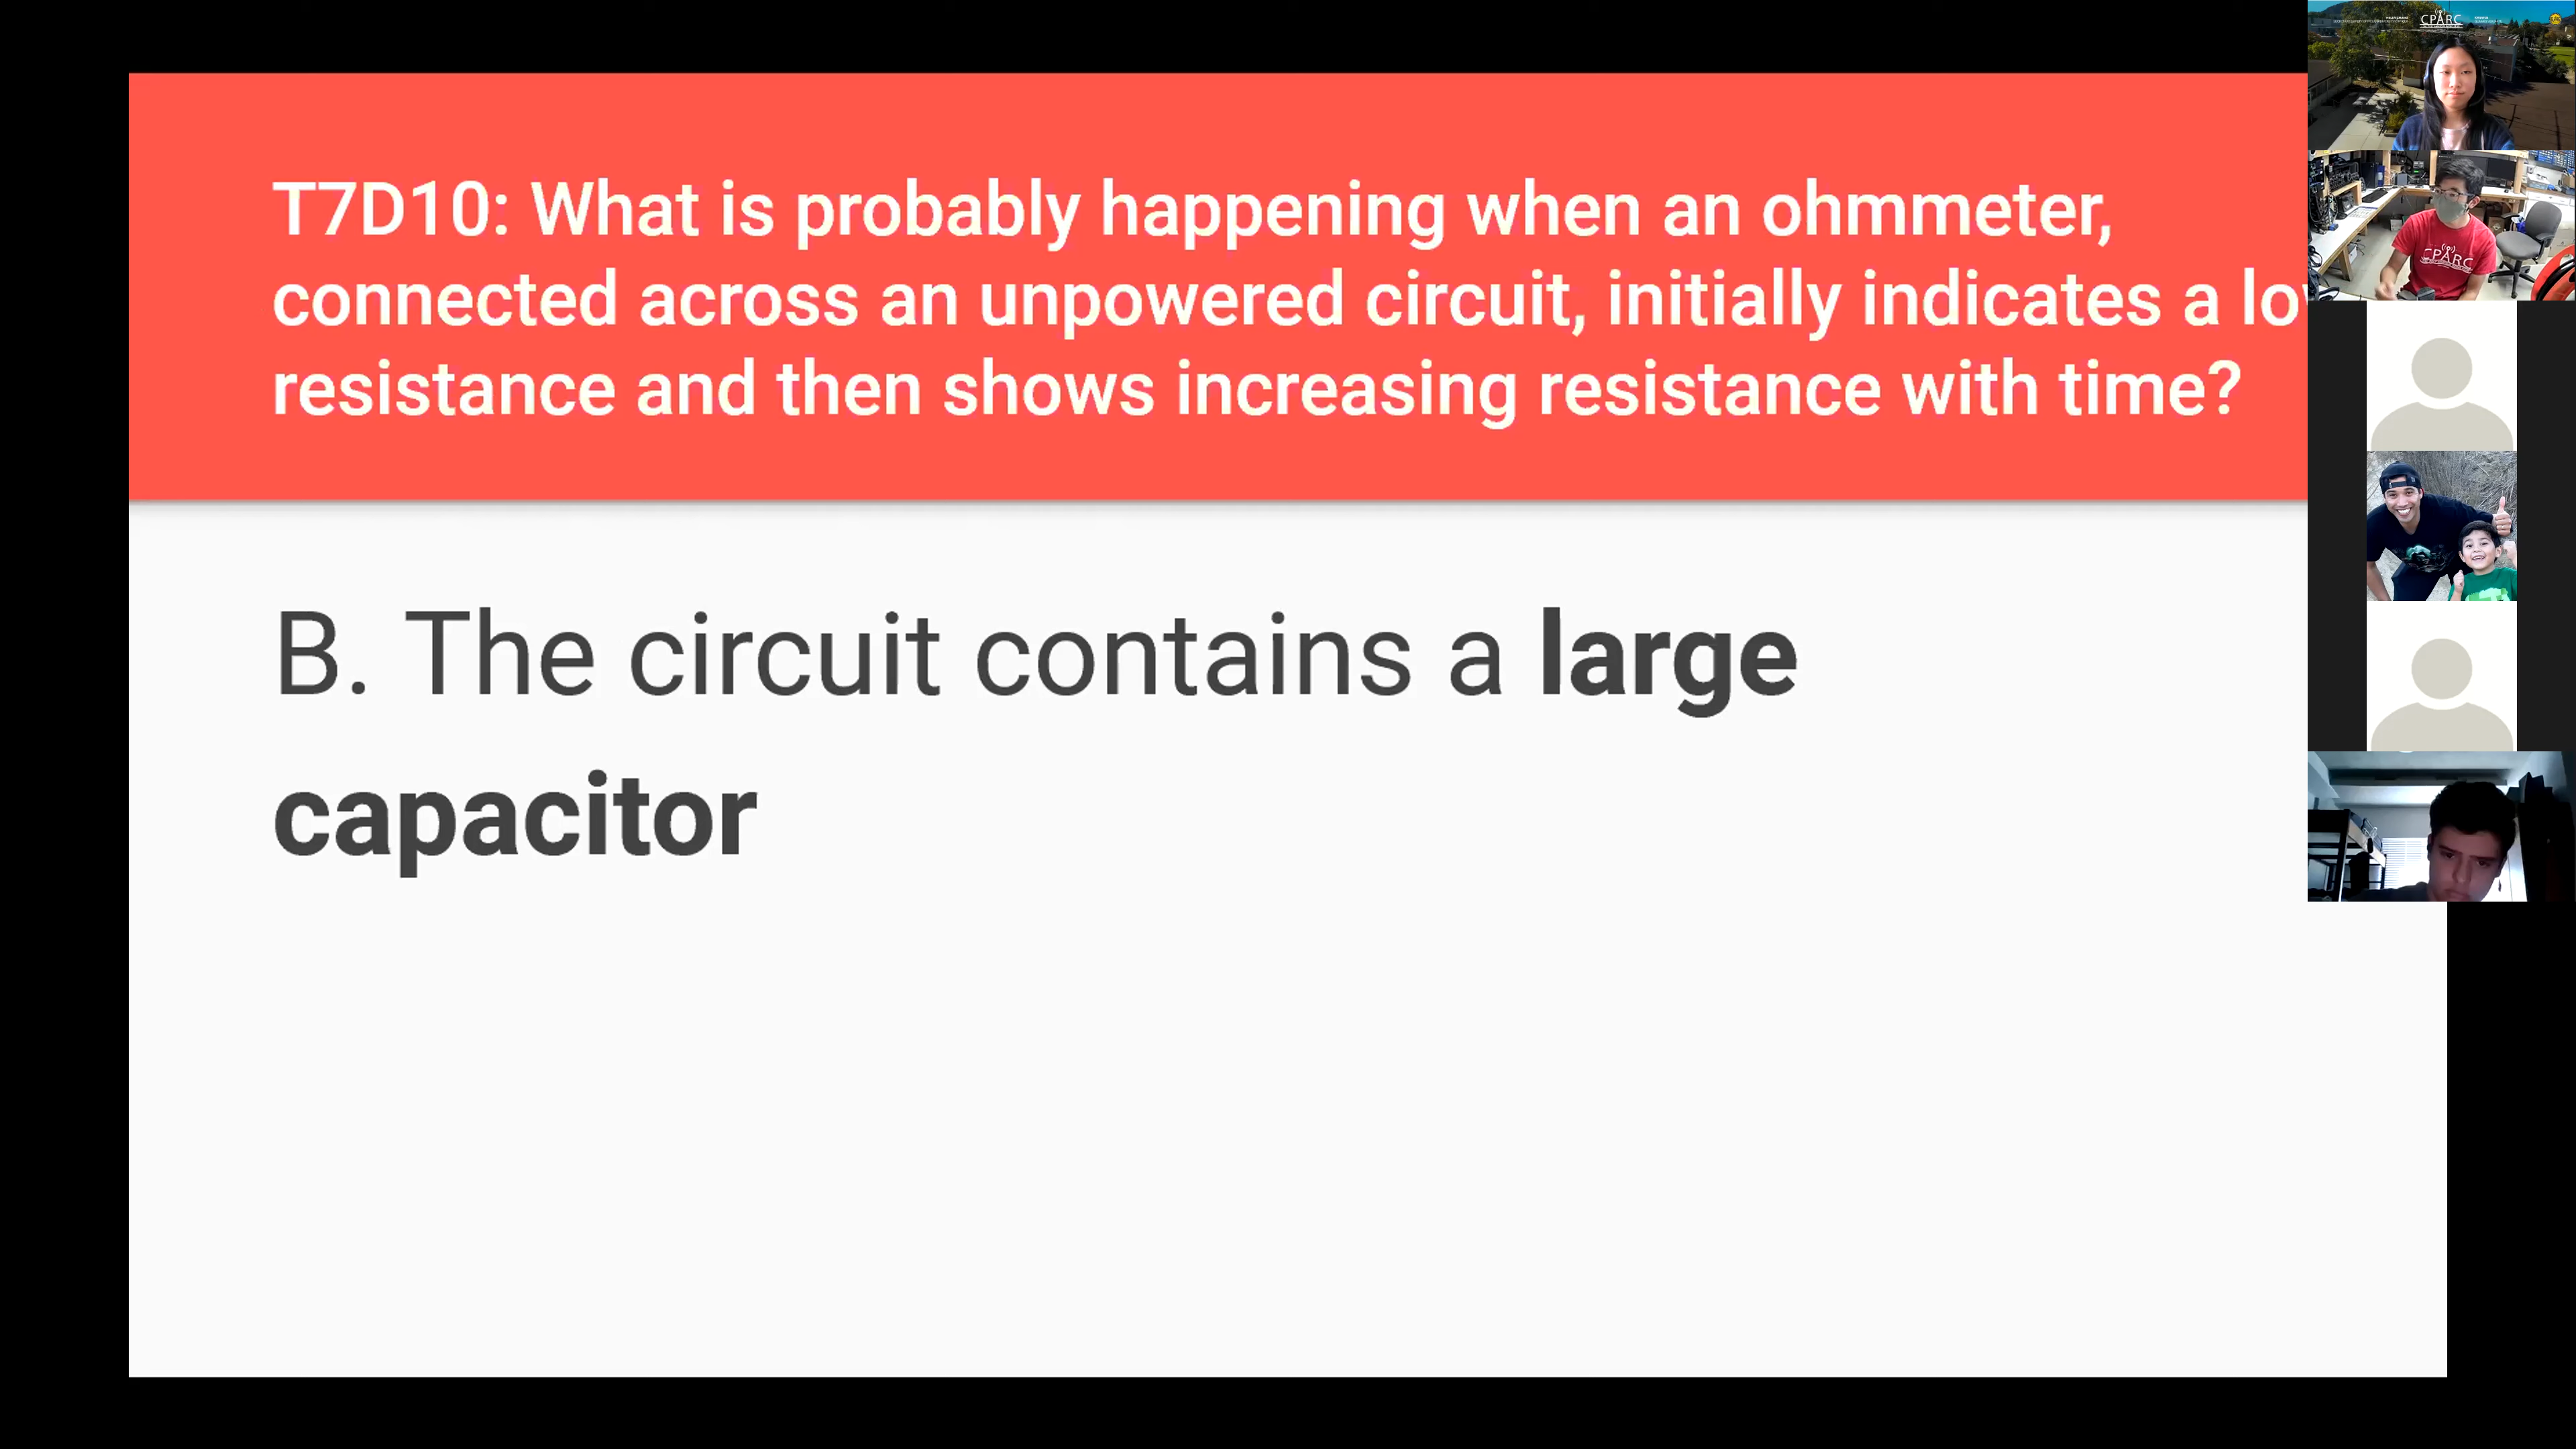 T7D10: What is probably happening when an ohmmeter,
connected across an unpowered circuit, initially indicates a lo
resistance and then shows increasing resistance with time?
B. The circuit contains a large
capacitor
CPARC
CPARC